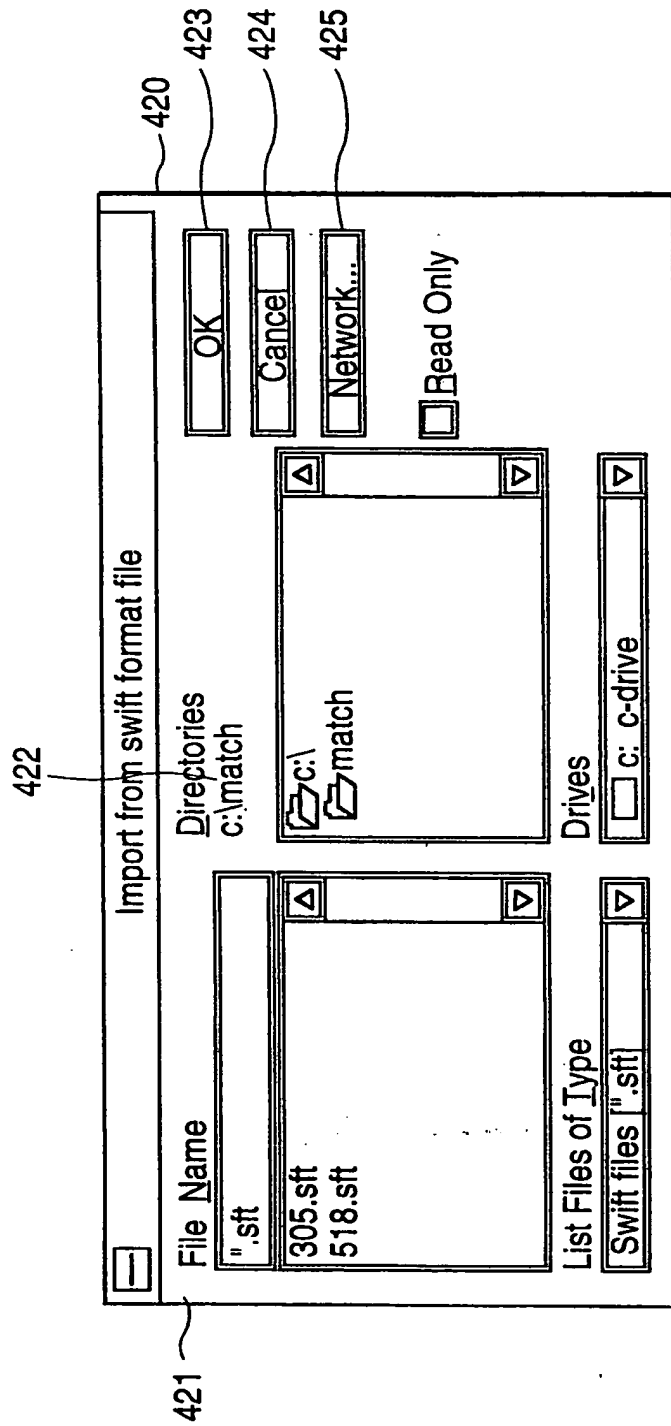 Import from swift format file
420
421
422
423
424
425
File Name
".sft
305.sft
518.sft
List Files of Type
Swift files [".sft]
Directories
c:\match
c:\
match
Drives
c: c-drive
OK
Cancel
Network...
Read Only